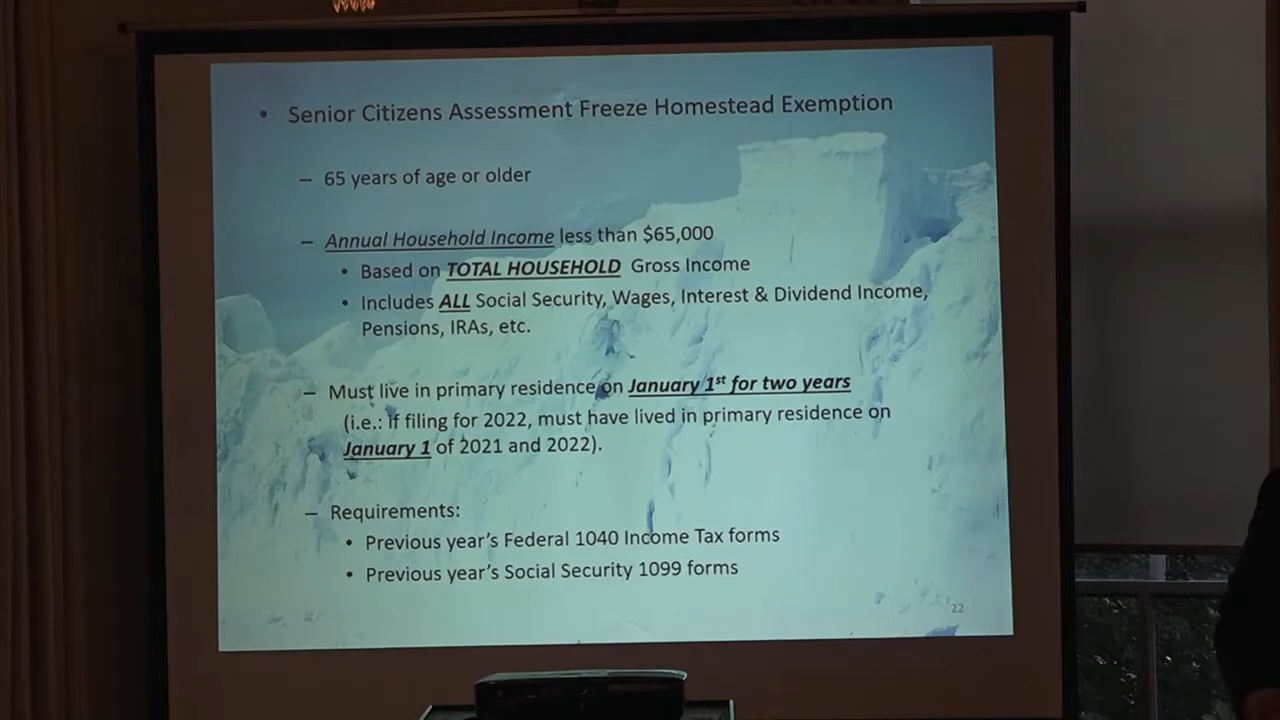 • Senior Citizens Assessment Freeze Homestead Exemption
– 65 years of age or older
– Annual Household Income less than $65,000
• Based on TOTAL HOUSEHOLD Gross Income
• Includes ALL Social Security, Wages, Interest & Dividend Income,
Pensions, IRAs, etc.
– Must live in primary residence on January 1st for two years
(i.e.: if filing for 2022, must have lived in primary residence on
January 1 of 2021 and 2022).
– Requirements:
• Previous year's Federal 1040 Income Tax forms
• Previous year's Social Security 1099 forms
22